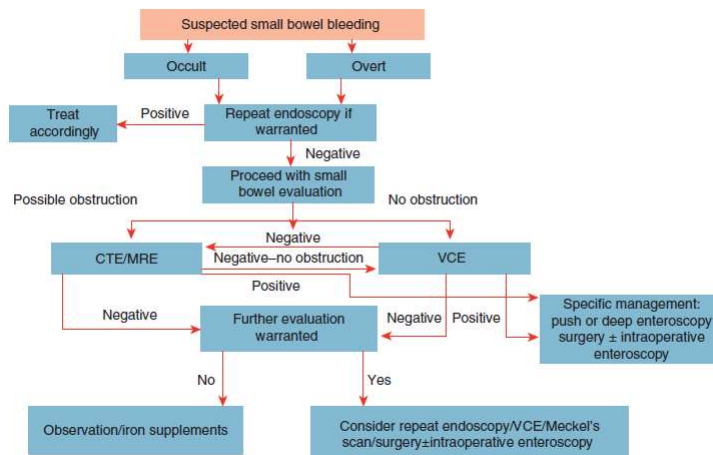 Suspected small bowel bleeding
Occult
Overt
Treat
accordingly
Positive
Repeat endoscopy if
warranted
Negative
Proceed with small
bowel evaluation
Possible obstruction
No obstruction
Negative
CTE/MRE
Negative–no obstruction
VCE
Positive
Negative
Further evaluation
warranted
Negative
Positive
Specific management:
push or deep enteroscopy
surgery ± intraoperative
enteroscopy
No
Yes
Observation/iron supplements
Consider repeat endoscopy/VCE/Meckel's
scan/surgery±intraoperative enteroscopy